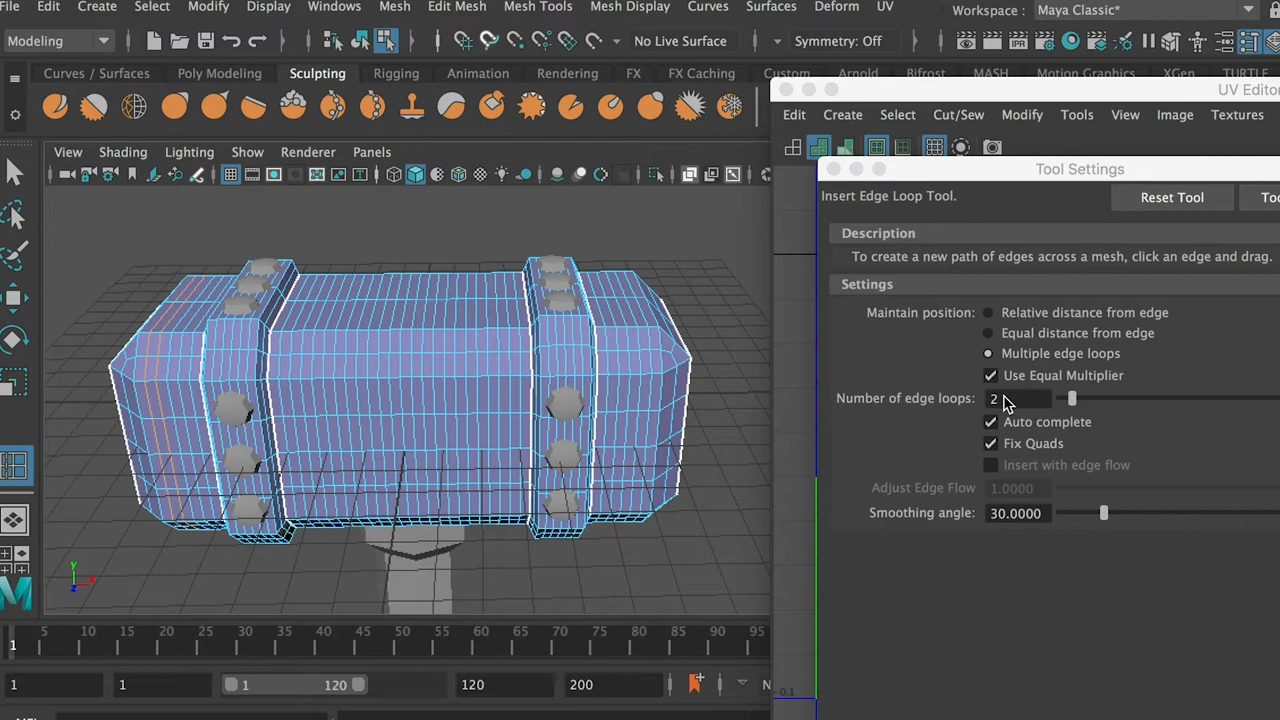 File Edit Create Select Modify Display Windows Mesh Edit Mesh Mesh Tools Mesh Display Curves Surfaces Deform UV
Workspace : Maya Classic*
Modeling No Live Surface Symmetry: Off
Curves / Surfaces Poly Modeling Sculpting Rigging Animation Rendering FX FX Caching Custom Arnold Bifrost MASH Motion Graphics XGen TURTLE
UV Editor
Edit Create Select Cut/Sew Modify Tools View Image Textures
View Shading Lighting Show Renderer Panels
Tool Settings
Insert Edge Loop Tool.
Reset Tool Too
Description
To create a new path of edges across a mesh, click an edge and drag.
Settings
Maintain position: Relative distance from edge
Equal distance from edge
Multiple edge loops
Use Equal Multiplier
Number of edge loops: 2
Auto complete
Fix Quads
Insert with edge flow
Adjust Edge Flow 1.0000
Smoothing angle: 30.0000
y
x
z
1 5 10 15 20 25 30 35 40 45 50 55 60 65 70 75 80 85 90 95
-0.1
1 1 1 120 120 200 N